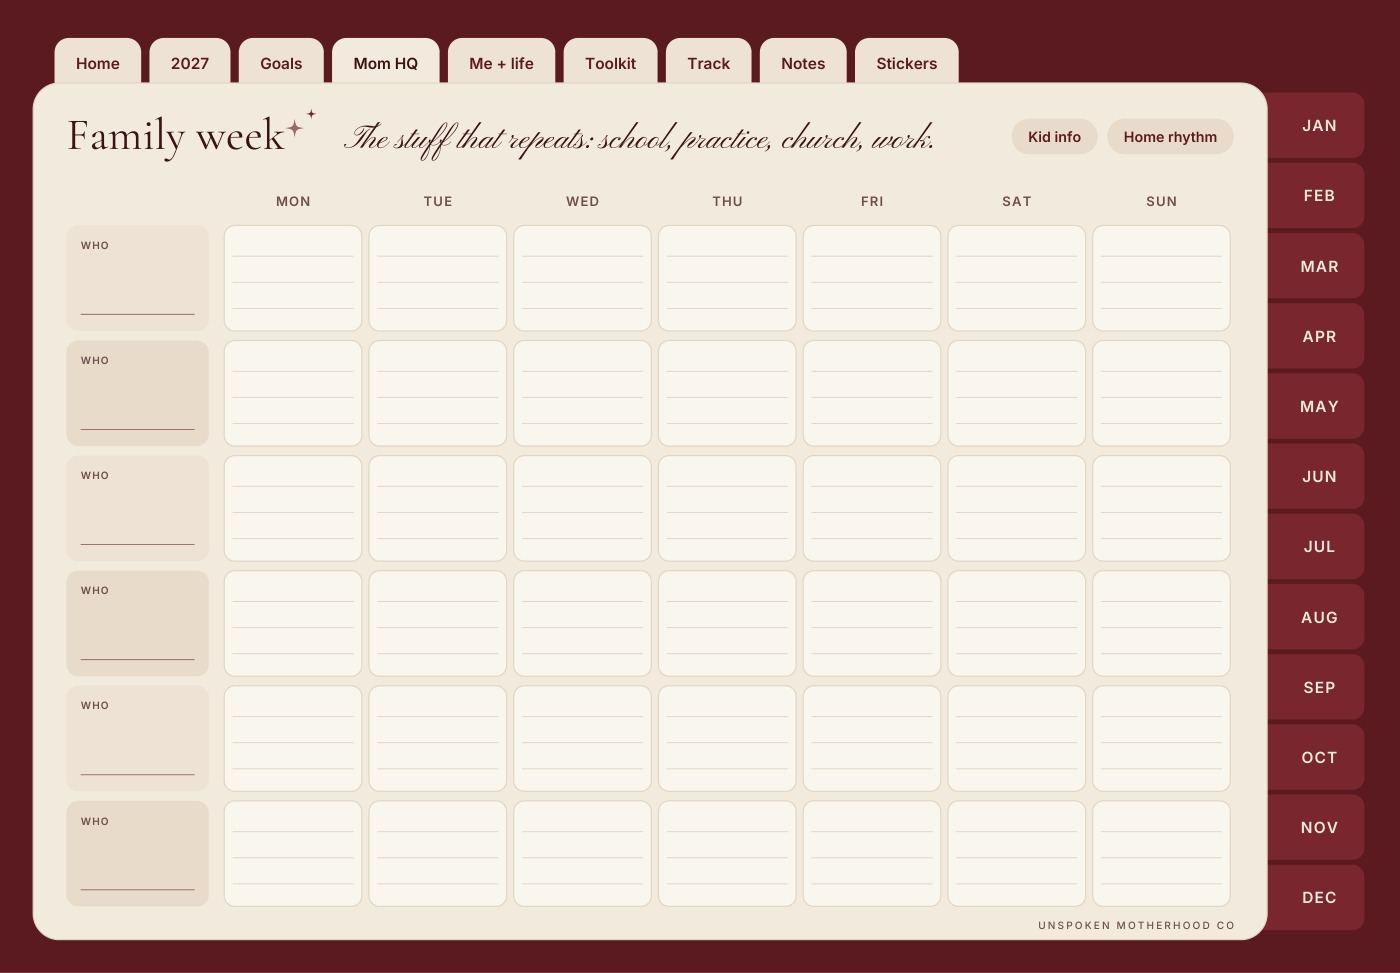 Home 2027 Goals Mom HQ Me + life Toolkit Track Notes Stickers
Family week The stuff that repeats: school, practice, church, work. Kid info Home rhythm
MON TUE WED THU FRI SAT SUN
WHO
WHO
WHO
WHO
WHO
WHO
JAN
FEB
MAR
APR
MAY
JUN
JUL
AUG
SEP
OCT
NOV
DEC
UNSPOKEN MOTHERHOOD CO